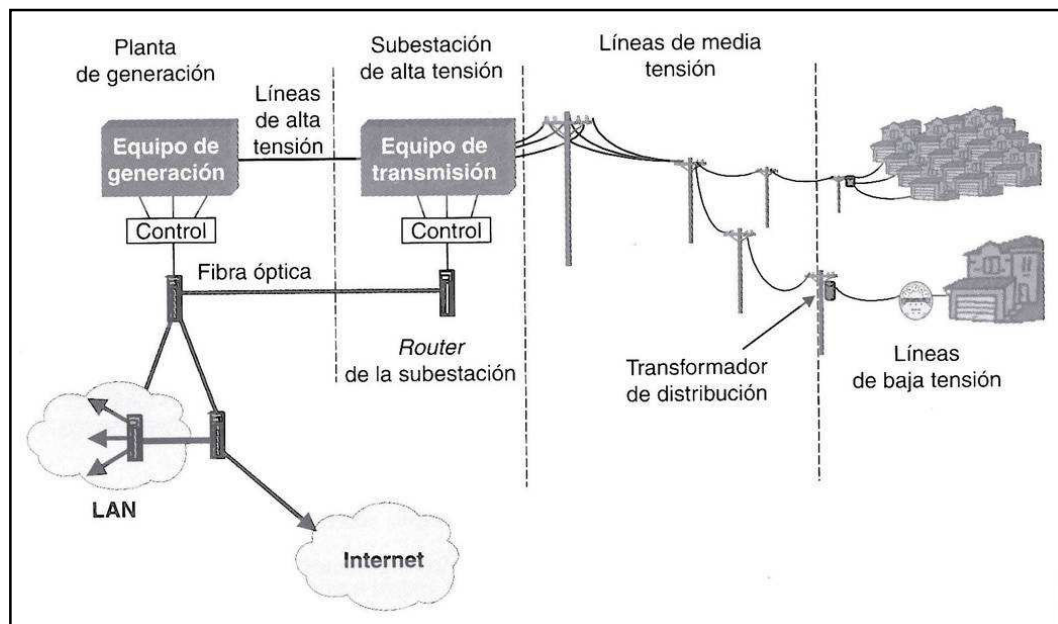 Planta
de generación
Subestación
de alta tensión
Líneas de media
tensión
Líneas
de alta
tensión
Equipo de
generación
Equipo de
transmisión
Control
Control
Fibra óptica
Router
de la subestación
Transformador
de distribución
Líneas
de baja tensión
LAN
Internet